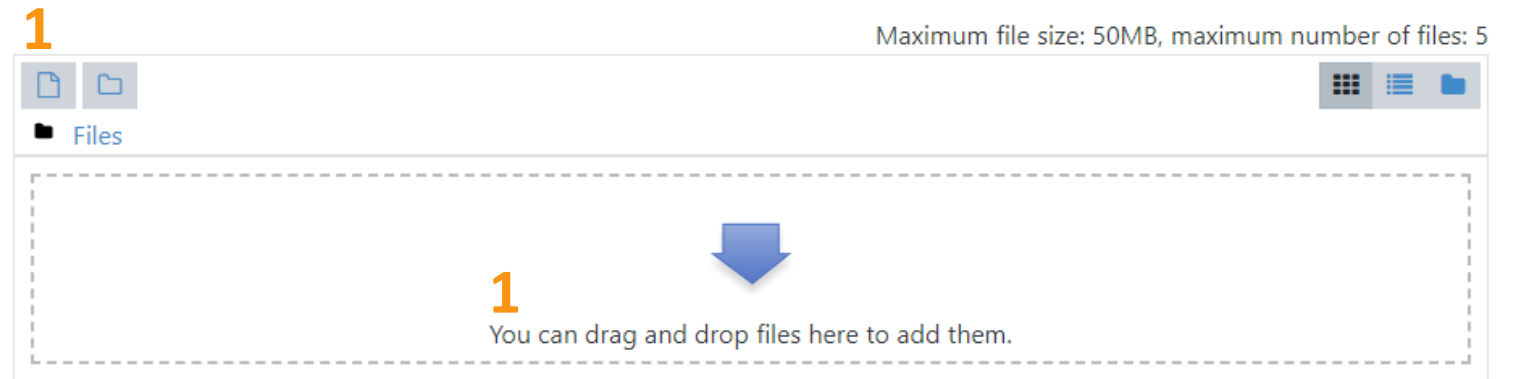 1
Maximum file size: 50MB, maximum number of files: 5
Files
1
You can drag and drop files here to add them.